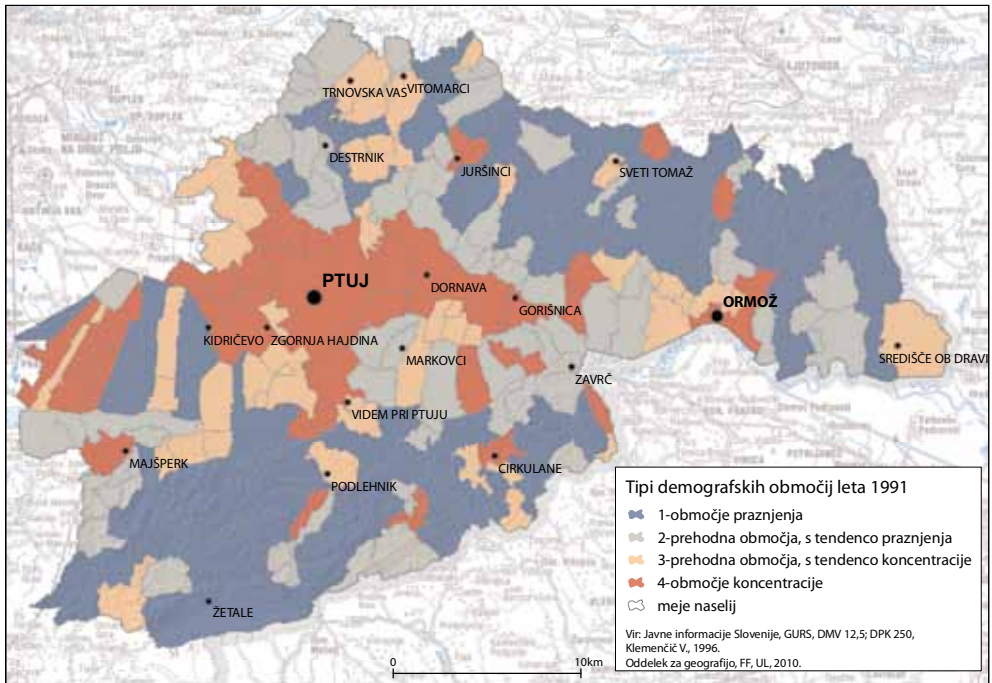 TRNOVSKA VAS
VITOMARCI
DESTRNIK
JURŠINCI
SVETI TOMAŽ
PTUJ
DORNAVA
GORIŠNICA
ORMOŽ
KIDRIČEVO
ZGORNJA HAJDINA
MARKOVCI
SREDIŠČE OB DRAVI
ZAVRČ
VIDEM PRI PTUJU
MAJŠPERK
CIRKULANE
PODLEHNIK
ŽETALE
Tipi demografskih območij leta 1991
1-območje praznjenja
2-prehodna območja, s tendenco praznjenja
3-prehodna območja, s tendenco koncentracije
4-območje koncentracije
meje naselij
Vir: Javne informacije Slovenije, GURS, DMV 12,5; DPK 250,
Klemenčič V., 1996.
Oddelek za geografijo, FF, UL, 2010.
0 10km